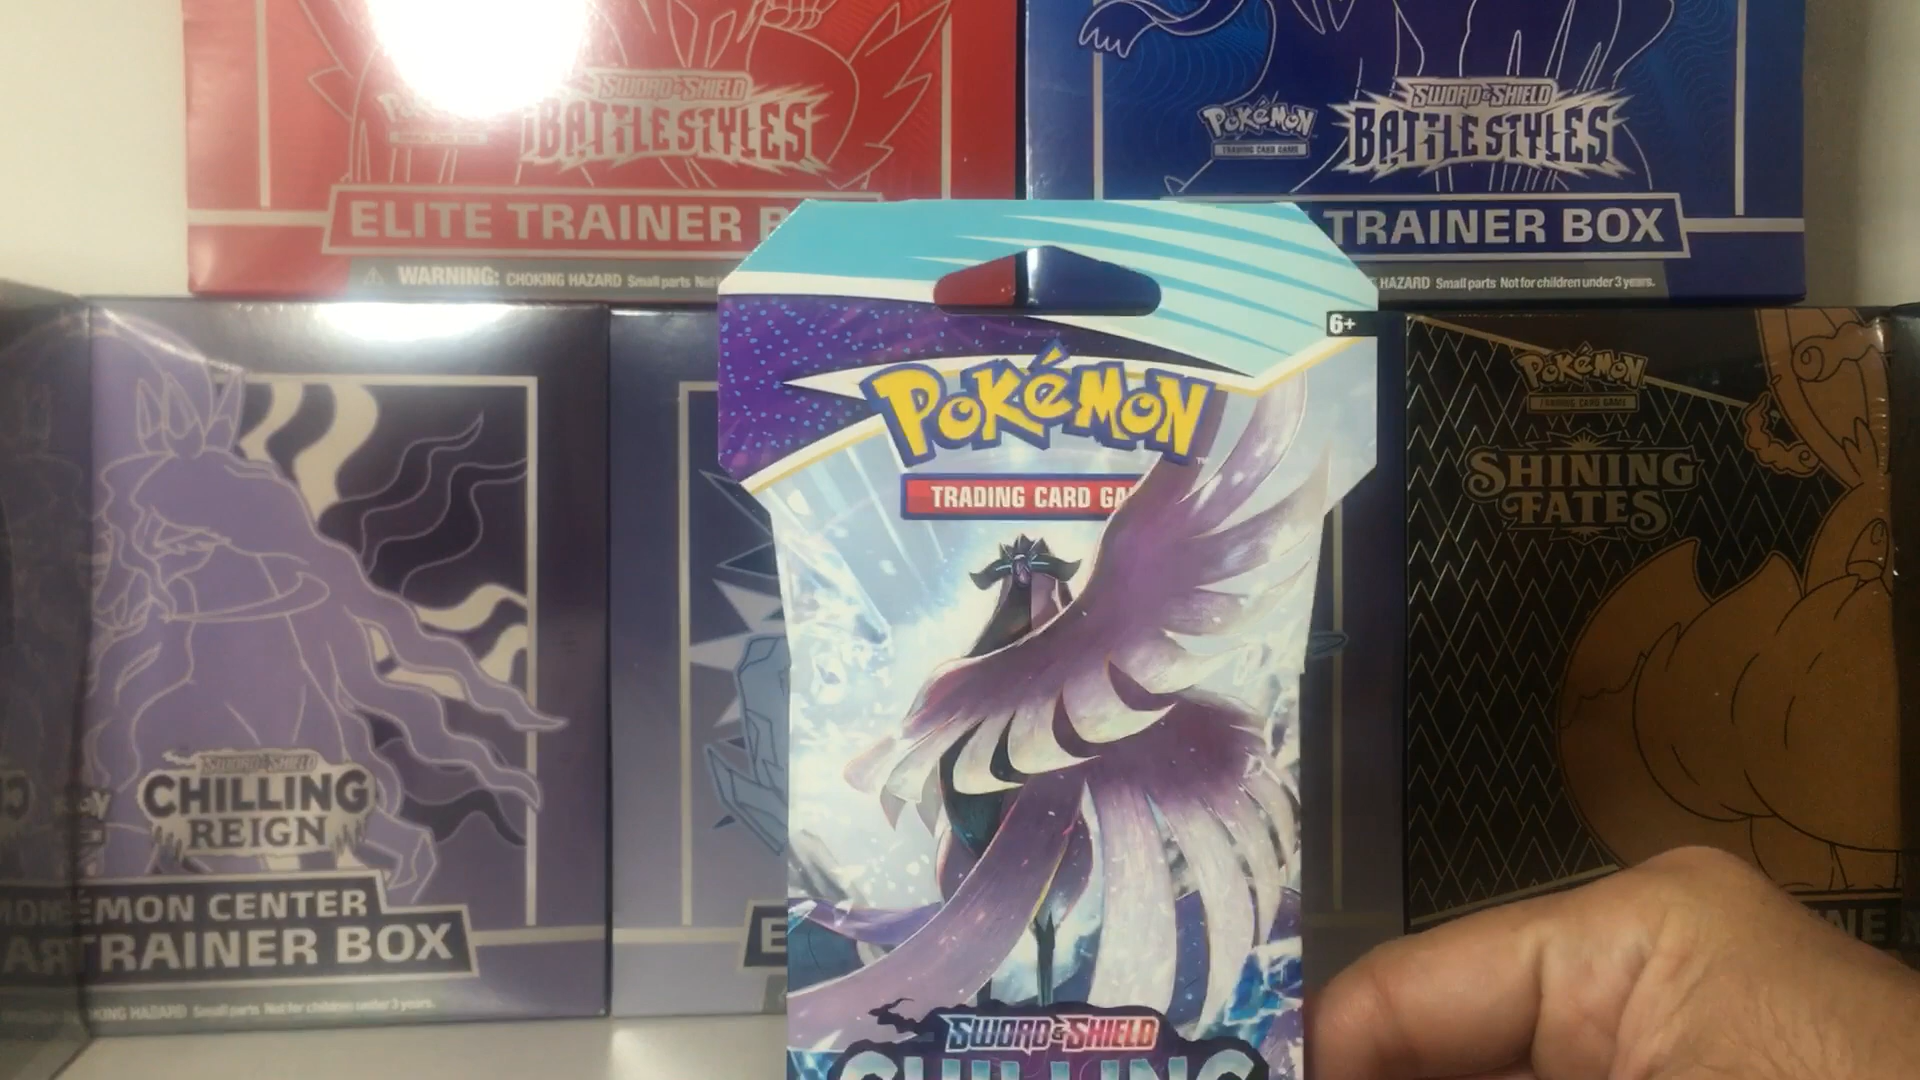 SWORD & SHIELD
BATTLE STYLES
ELITE TRAINER B
WARNING: CHOKING HAZARD Small parts Not
SWORD & SHIELD
POKÉMON
TRADING CARD GAME
BATTLE STYLES
TRAINER BOX
HAZARD Small parts Not for children under 3 years.
6+
POKÉMON
TRADING CARD GA
SWORD & SHIELD
CHILLING
POKÉMON
TRADING CARD GAME
SHINING
FATES
SWORD & SHIELD
CHILLING
REIGN
EMON CENTER
TRAINER BOX
KING HAZARD Small parts Not for children under 3 years.